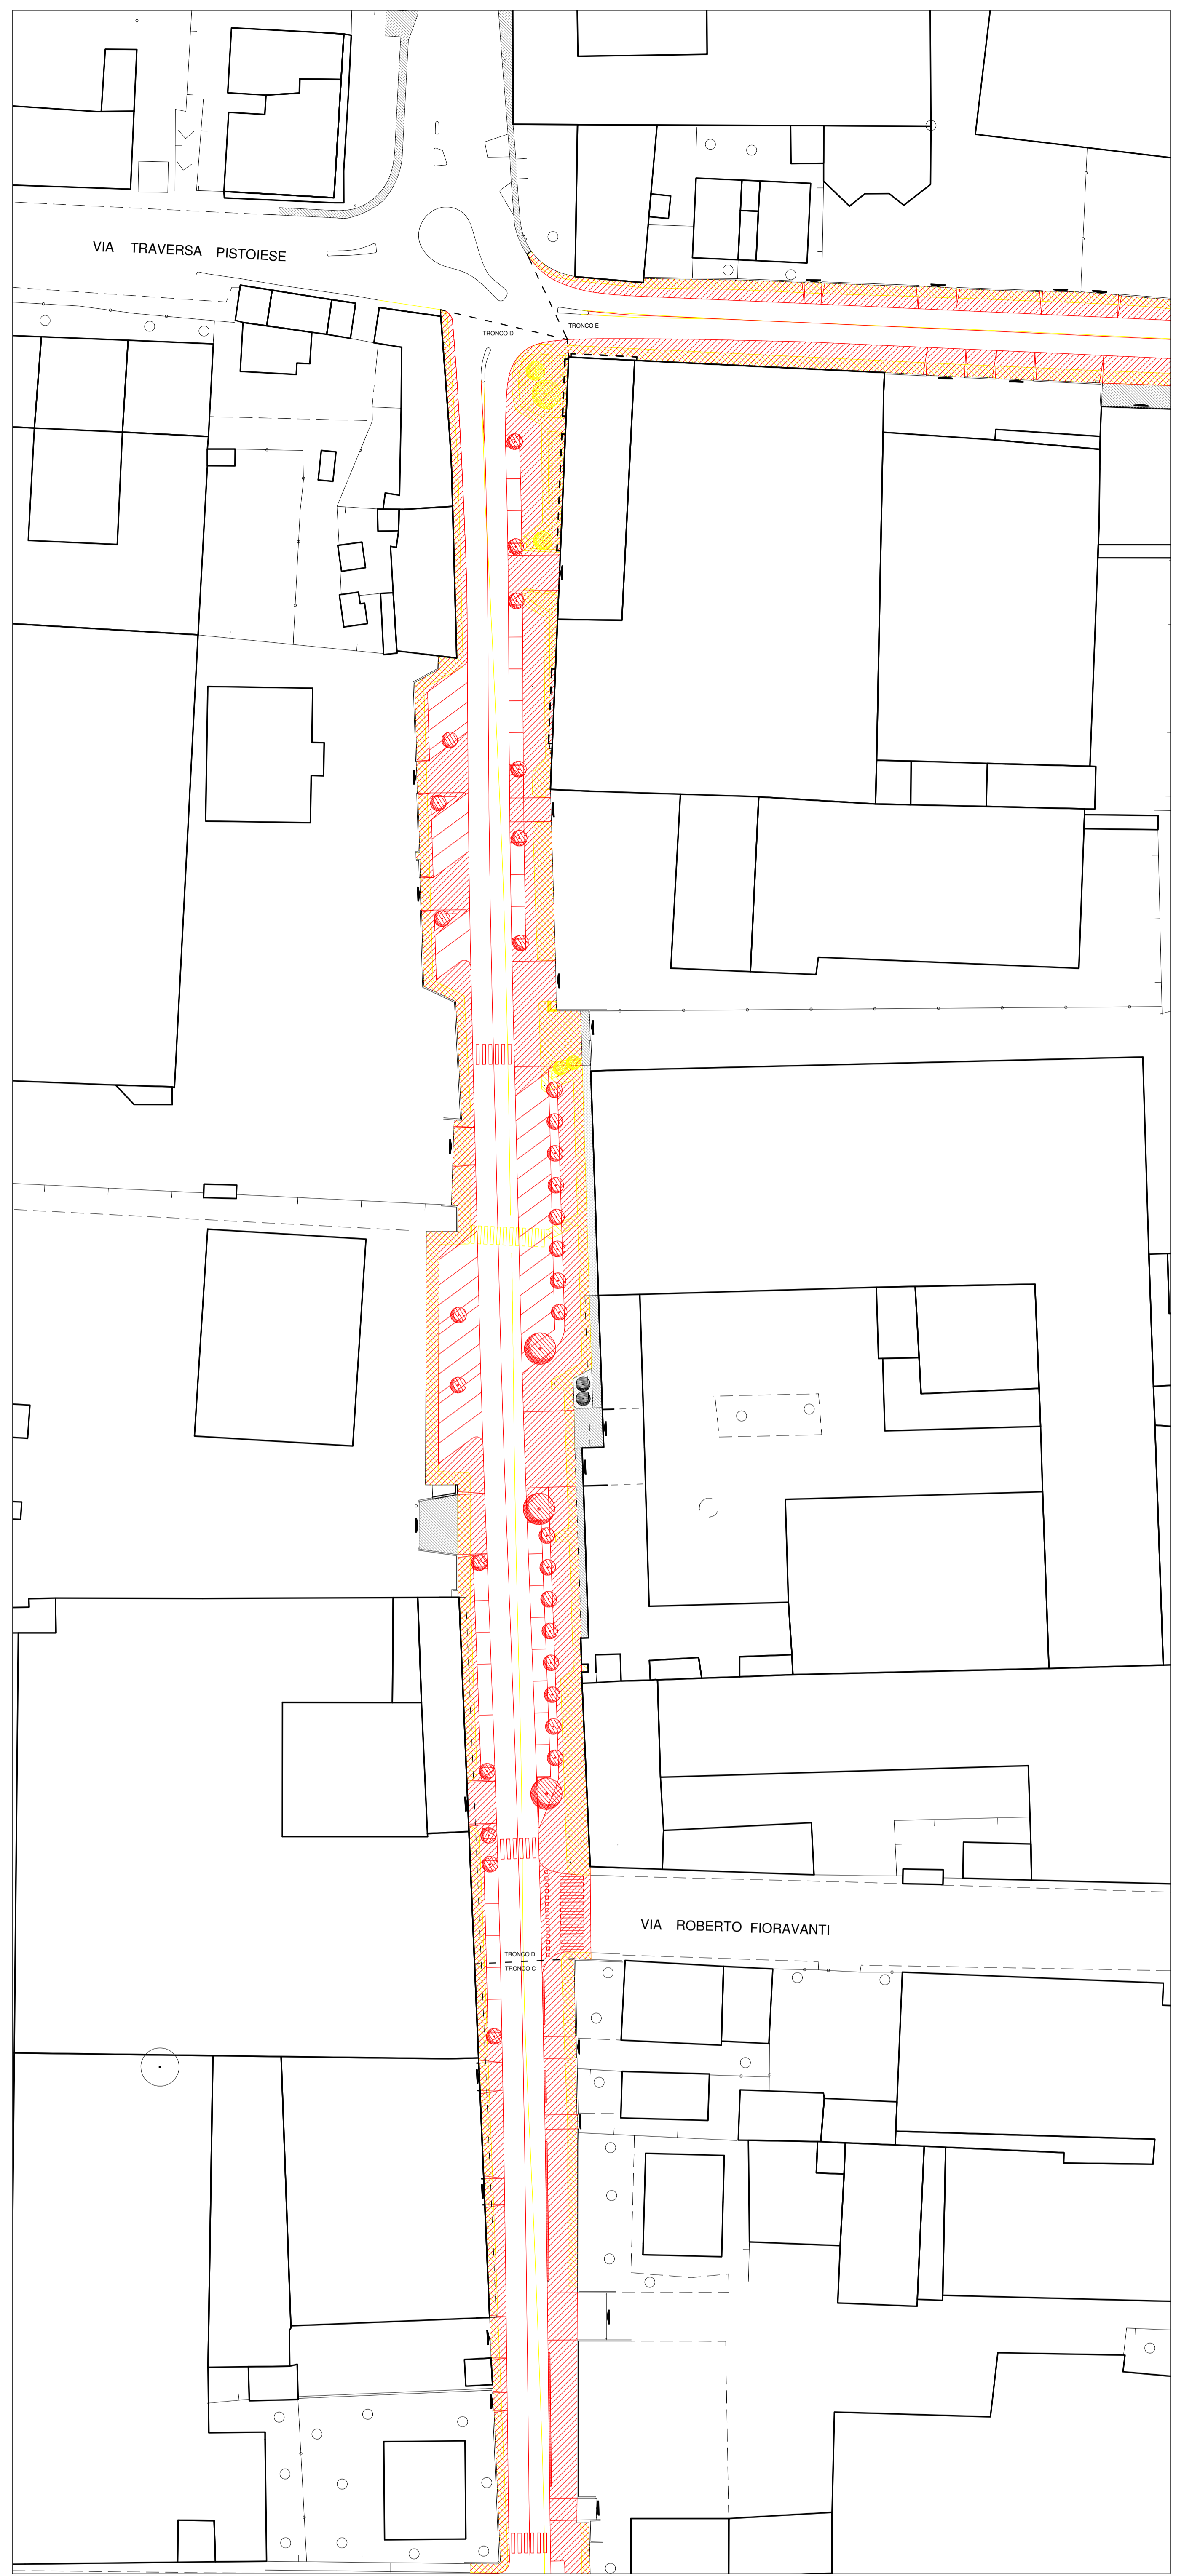 VIA TRAVERSA PISTOIESE
TRONCO D
TRONCO E
VIA ROBERTO FIORAVANTI
TRONCO D
TRONCO C